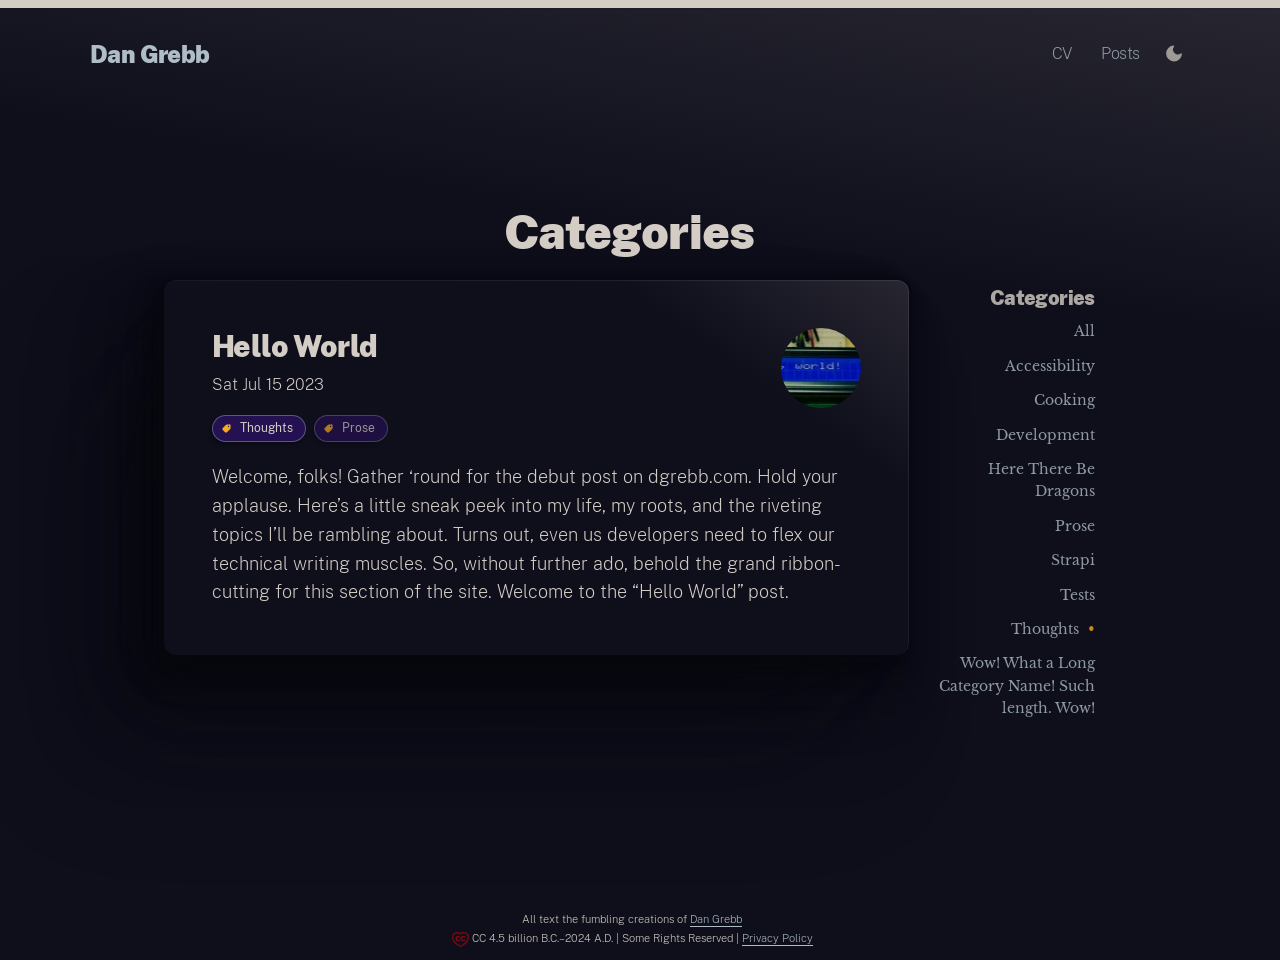 Dan Grebb
CV
Posts
Categories
Hello World
Sat Jul 15 2023
Thoughts
Prose
world!
Welcome, folks! Gather ‘round for the debut post on dgrebb.com. Hold your
applause. Here’s a little sneak peek into my life, my roots, and the riveting
topics I’ll be rambling about. Turns out, even us developers need to flex our
technical writing muscles. So, without further ado, behold the grand ribbon-
cutting for this section of the site. Welcome to the “Hello World” post.
Categories
All
Accessibility
Cooking
Development
Here There Be
Dragons
Prose
Strapi
Tests
Thoughts •
Wow! What a Long
Category Name! Such
length. Wow!
All text the fumbling creations of Dan Grebb
CC 4.5 billion B.C.–2024 A.D. | Some Rights Reserved | Privacy Policy